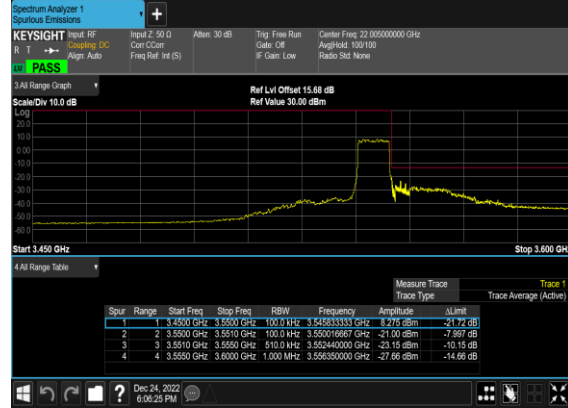 Spectrum Analyzer 1
Spurious Emissions
KEYSIGHT Input: RF Input Z: 50 Ω Atten: 30 dB Trig: Free Run Center Freq: 22.005000000 GHz
R T Coupling: DC Corr CCorr Gate: Off Avg|Hold: 100/100
Align: Auto Freq Ref: Int (S) IF Gain: Low Radio Std: None
PASS
3 All Range Graph
Ref Lvl Offset 15.68 dB
Scale/Div 10.0 dB Ref Value 30.00 dBm
Log
20.0
10.0
0.00
-10.0
-20.0
-30.0
-40.0
-50.0
-60.0
Start 3.450 GHz Stop 3.600 GH
4 All Range Table
Measure Trace Trace 1
Trace Type Trace Average (Active)
Spur Range Start Freq Stop Freq RBW Frequency Amplitude ΔLimit
1 1 3.4500 GHz 3.5500 GHz 100.0 kHz 3.545833333 GHz 8.275 dBm -21.72 dB
2 2 3.5500 GHz 3.5510 GHz 100.0 kHz 3.550016667 GHz -21.00 dBm -7.997 dB
3 3 3.5510 GHz 3.5550 GHz 510.0 kHz 3.552440000 GHz -23.15 dBm -10.15 dB
4 4 3.5550 GHz 3.6000 GHz 1.000 MHz 3.556350000 GHz -27.66 dBm -14.66 dB
? Dec 24, 2022
6:06:25 PM